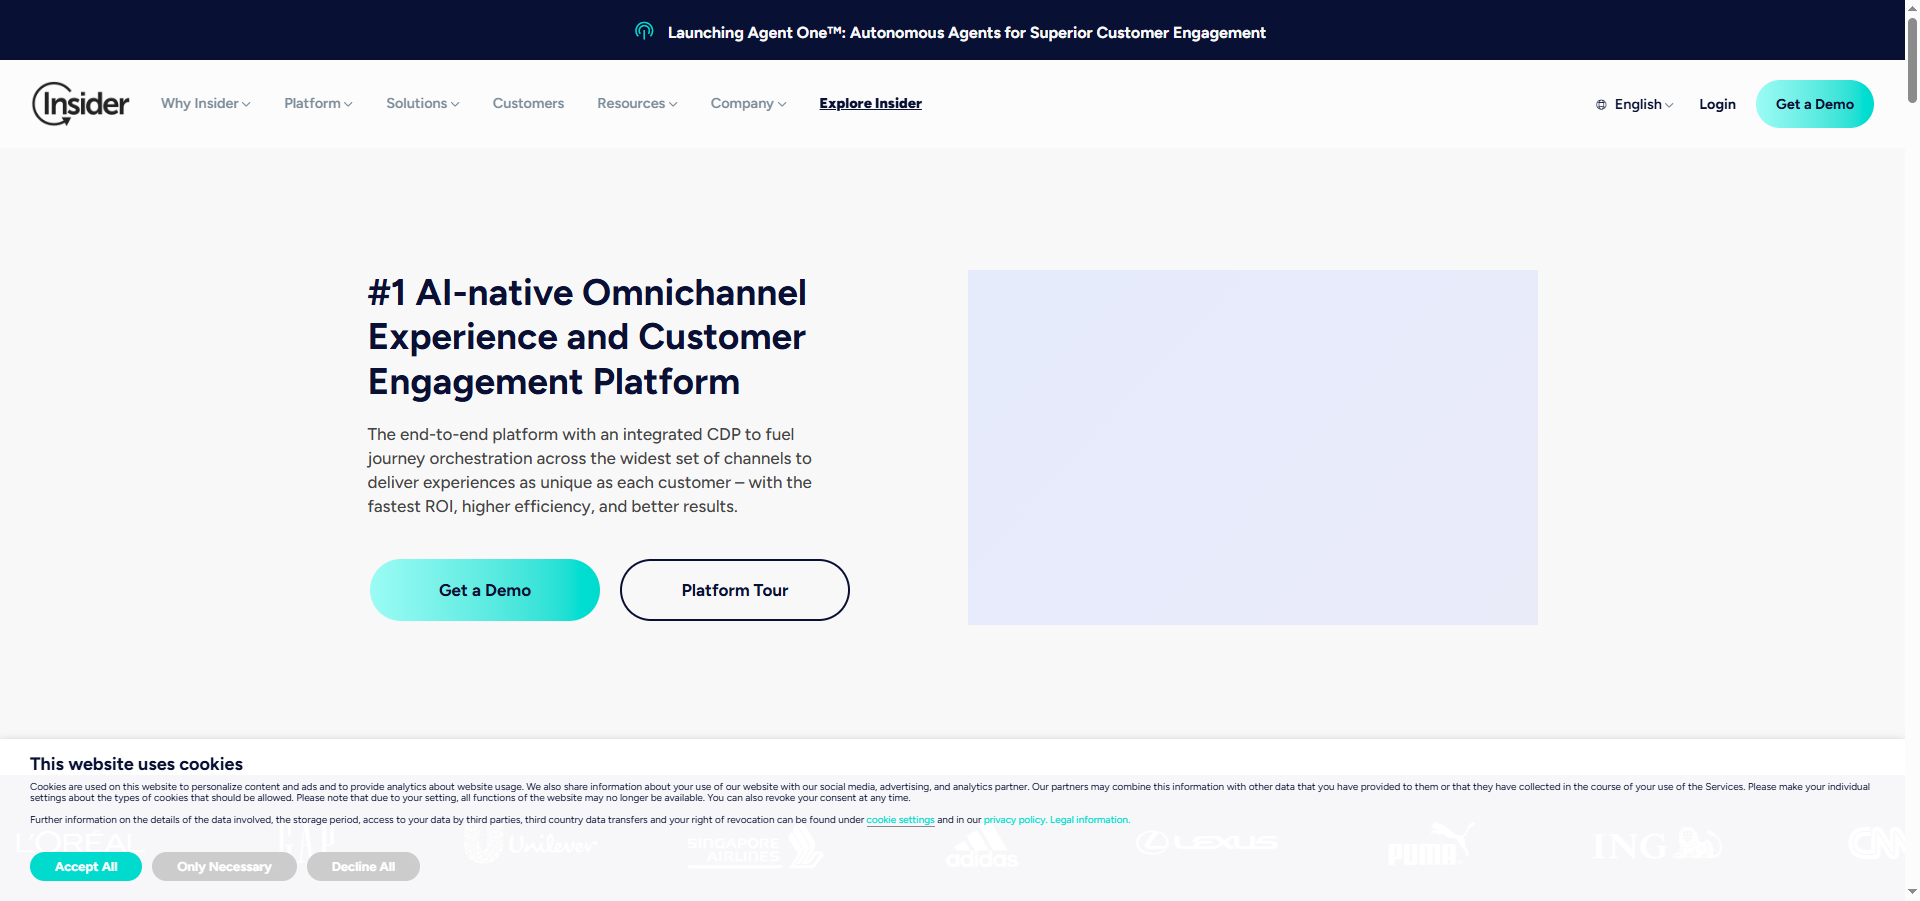 Launching Agent One™: Autonomous Agents for Superior Customer Engagement
Insider
Why Insider
Platform
Solutions
Customers
Resources
Company
Explore Insider
English
Login
Get a Demo
#1 AI-native Omnichannel
Experience and Customer
Engagement Platform
The end-to-end platform with an integrated CDP to fuel
journey orchestration across the widest set of channels to
deliver experiences as unique as each customer – with the
fastest ROI, higher efficiency, and better results.
Get a Demo
Platform Tour
This website uses cookies
Cookies are used on this website to personalize content and ads and to provide analytics about website usage. We also share information about your use of our website with our social media, advertising, and analytics partner. Our partners may combine this information with other data that you have provided to them or that they have collected in the course of your use of the Services. Please make your individual
settings about the types of cookies that should be allowed. Please note that due to your setting, all functions of the website may no longer be available. You can also revoke your consent at any time.
Further information on the details of the data involved, the storage period, access to your data by third parties, third country data transfers and your right of revocation can be found under cookie settings and in our privacy policy. Legal information.
L'ORÉAL
GAP
Unilever
SINGAPORE
AIRLINES
adidas
LEXUS
PUMA
ING
CNN
Accept All
Only Necessary
Decline All